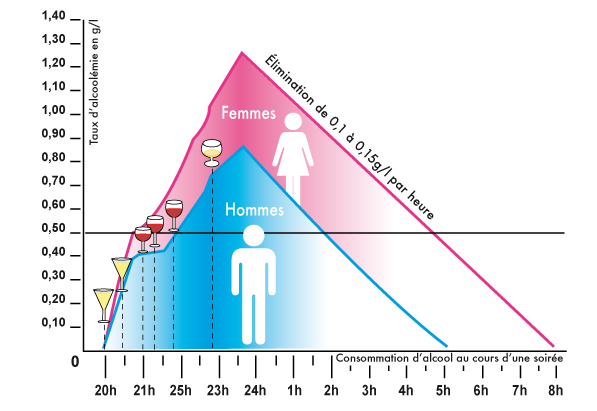 1,40
1,30
1,20
1,10
1,00
0,90
0,80
0,70
0,60
0,50
0,40
0,30
0,20
0,10
0
Taux d'alcoolémie en g/l
Élimination de 0,1 à 0,15g/l par heure
Femmes
Hommes
Consommation d'alcool au cours d'une soirée
20h 21h 25h 23h 24h 1h 2h 3h 4h 5h 6h 7h 8h